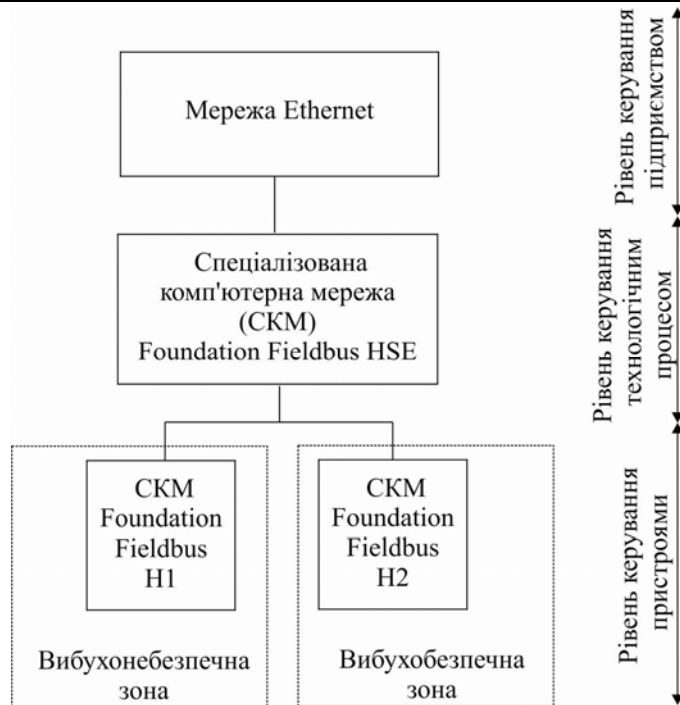 Мережа Ethernet
Рівень керування
підприємством
Спеціалізована
комп'ютерна мережа
(СКМ)
Foundation Fieldbus HSE
Рівень керування
технологічним
процесом
СКМ
Foundation
Fieldbus
H1
Вибухонебезпечна
зона
СКМ
Foundation
Fieldbus
H2
Вибухобезпечна
зона
Рівень керування
пристроями